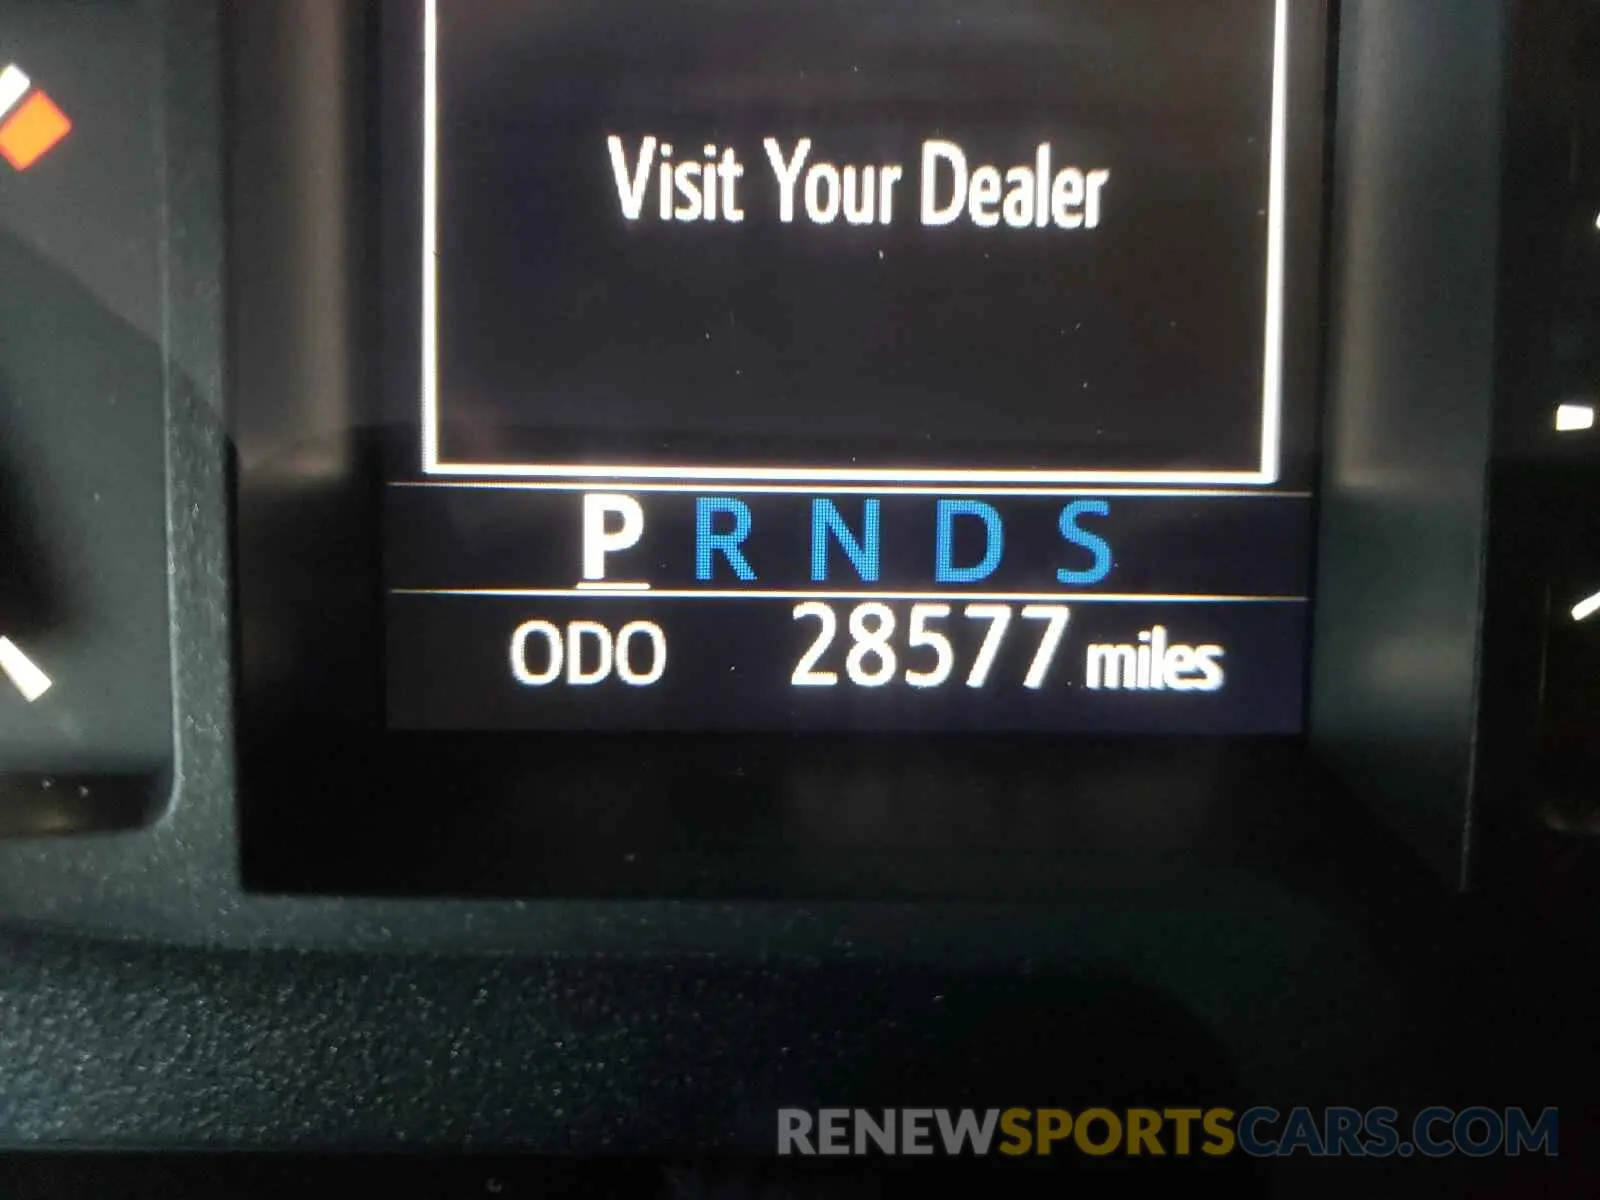 Visit Your Dealer
P R N D S
ODO 28577 miles
RENEWSPORTSCARS.COM